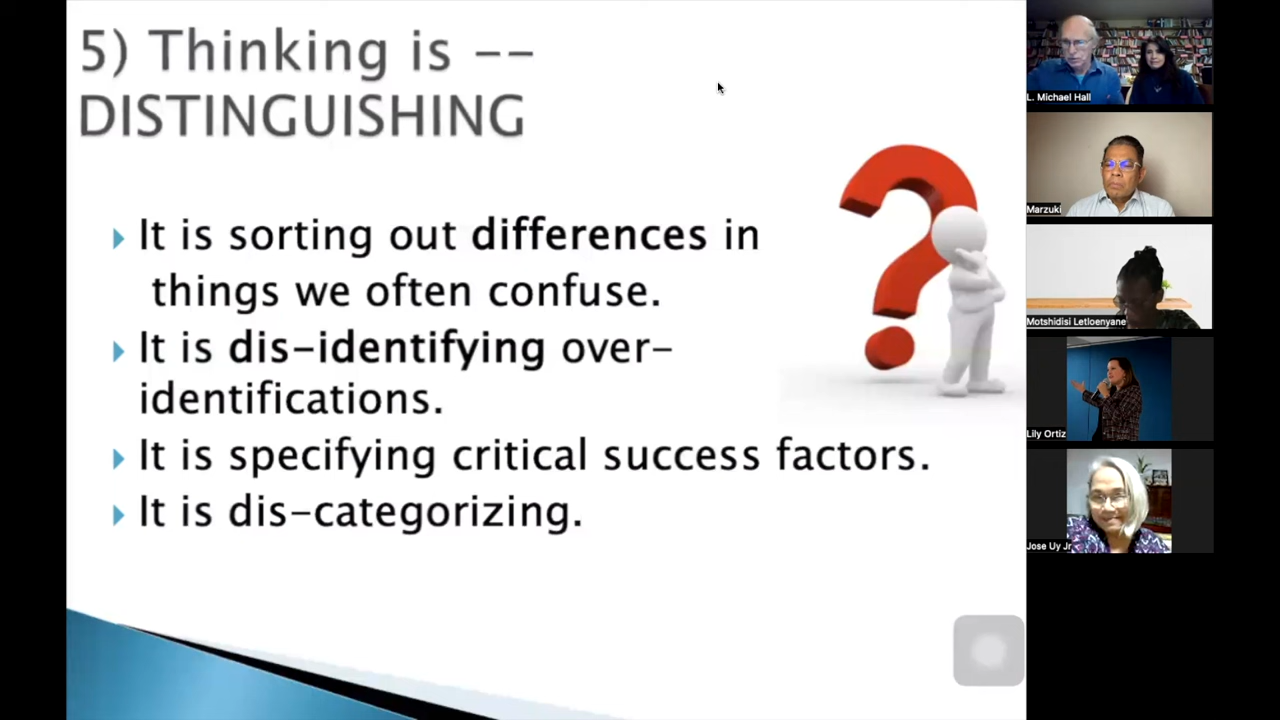 5) Thinking is --
DISTINGUISHING
It is sorting out differences in
things we often confuse.
It is dis-identifying over-
identifications.
It is specifying critical success factors.
It is dis-categorizing.
L. Michael Hall
Marzuki
Motshidisi Letloenyane
Lily Ortiz
Jose Uy Jr